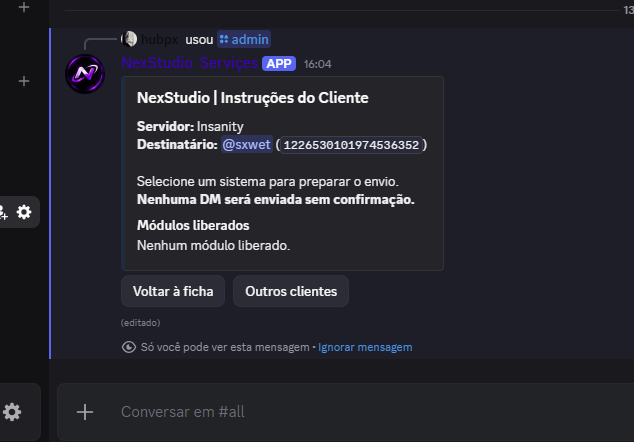 13
hubpx usou admin
NexStudio Serviços APP 16:04
NexStudio | Instruções do Cliente
Servidor: Insanity
Destinatário: @sxwet (1226530101974536352)
Selecione um sistema para preparar o envio.
Nenhuma DM será enviada sem confirmação.
Módulos liberados
Nenhum módulo liberado.
Voltar à ficha
Outros clientes
(editado)
Só você pode ver esta mensagem • Ignorar mensagem
Conversar em #all